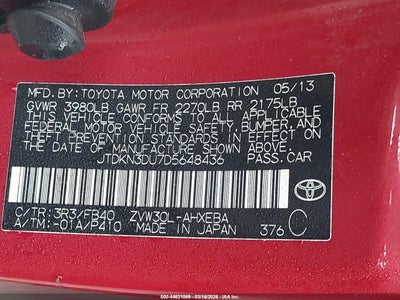 MFD.BY:TOYOTA MOTOR CORPORATION 05/13
GVWR 3980LB GAWR FR 2270LB RR 2175LB
THIS VEHICLE CONFORMS TO ALL APPLICABLE
FEDERAL MOTOR VEHICLE SAFETY, BUMPER, AND
THEFT PREVENTION STANDARDS IN EFFECT ON THE
DATE OF MANUFACTURE SHOWN ABOVE.
JTDKN3DU7D5648436 PASS.CAR
C/TR:3R3/FB40 ZVW30L-AHXEBA
A/TM:-01A/P410 MADE IN JAPAN 376 C
TOYOTA
000-44621069 - 03/18/2026 - IAA